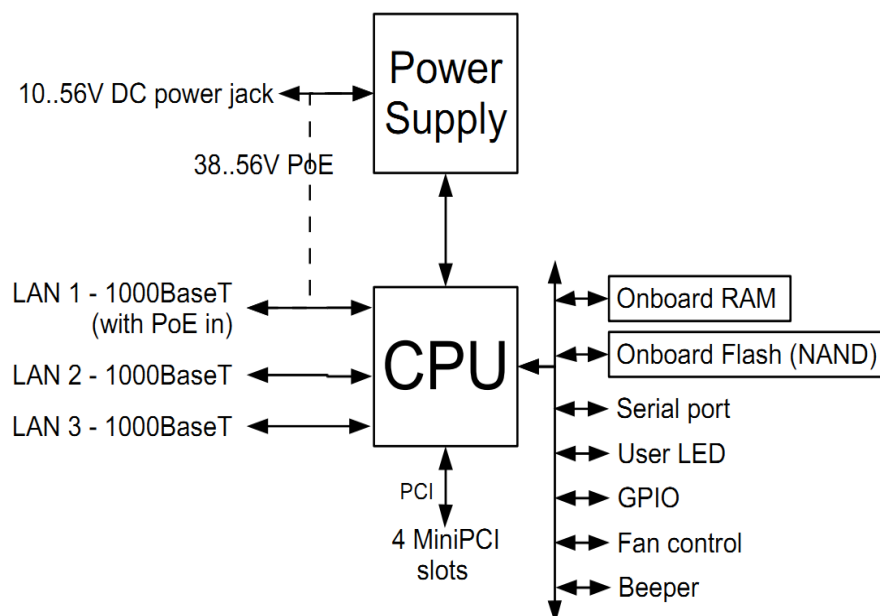 Power
Supply
10..56V DC power jack
38..56V PoE
LAN 1 - 1000BaseT
(with PoE in)
LAN 2 - 1000BaseT
LAN 3 - 1000BaseT
CPU
PCI
4 MiniPCI
slots
Onboard RAM
Onboard Flash (NAND)
Serial port
User LED
GPIO
Fan control
Beeper